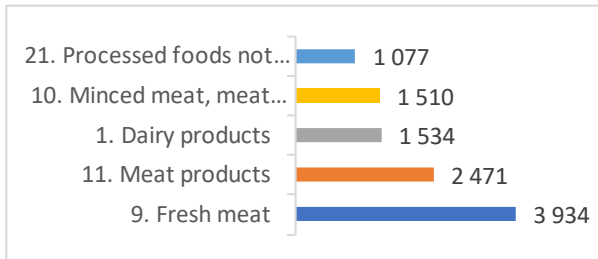 21. Processed foods not... 1 077
10. Minced meat, meat... 1 510
1. Dairy products 1 534
11. Meat products 2 471
9. Fresh meat 3 934